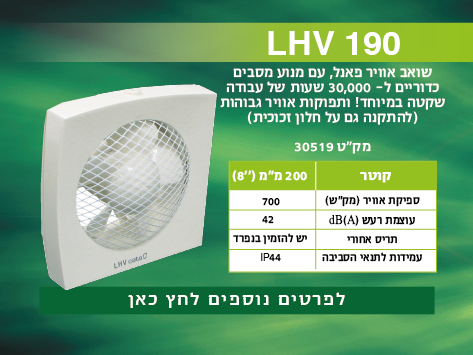 LHV 190
שואב אוויר פאנל, עם מנוע מסבים
כדוריים ל- 30,000 שעות של עבודה
שקטה במיוחד! ותפוקות אוויר גבוהות
(להתקנה גם על חלון זכוכית)
מק"ט 30519
קוטר 200 מ"מ ("8)
ספיקת אוויר (מק"ש) 700
עוצמת רעש dB(A) 42
תריס אחורי יש להזמין בנפרד
עמידות לתנאי הסביבה IP44
LHV cata
לפרטים נוספים לחץ כאן